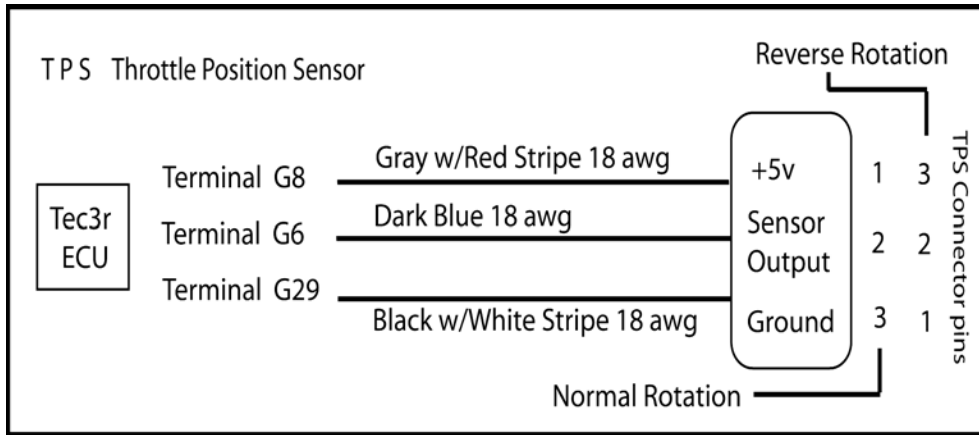 Reverse Rotation
T P S Throttle Position Sensor
Gray w/Red Stripe 18 awg
Terminal G8
+5v
1 3
Dark Blue 18 awg
Tec3r
ECU
Terminal G6
Sensor
Output
2 2
Terminal G29
Black w/White Stripe 18 awg
Ground
3 1
TPS Connector pins
Normal Rotation